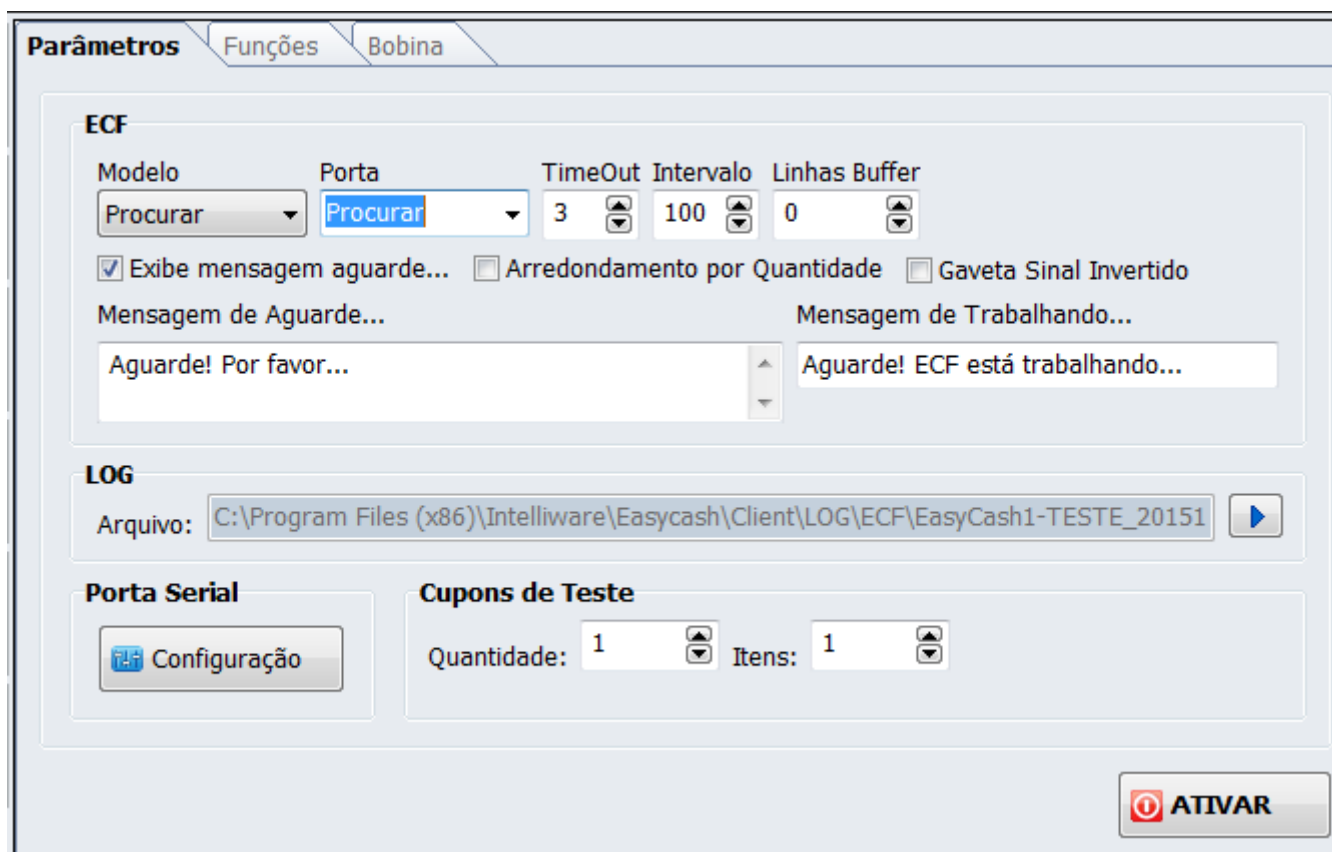 Parâmetros Funções Bobina
ECF
Modelo Porta TimeOut Intervalo Linhas Buffer
Procurar Procurar 3 100 0
Exibe mensagem aguarde... Arredondamento por Quantidade Gaveta Sinal Invertido
Mensagem de Aguarde... Mensagem de Trabalhando...
Aguarde! Por favor... Aguarde! ECF está trabalhando...
LOG
Arquivo: C:\Program Files (x86)\Intelliware\Easycash\Client\LOG\ECF\EasyCash1-TESTE_20151
Porta Serial Cupons de Teste
Configuração Quantidade: 1 Itens: 1
ATIVAR